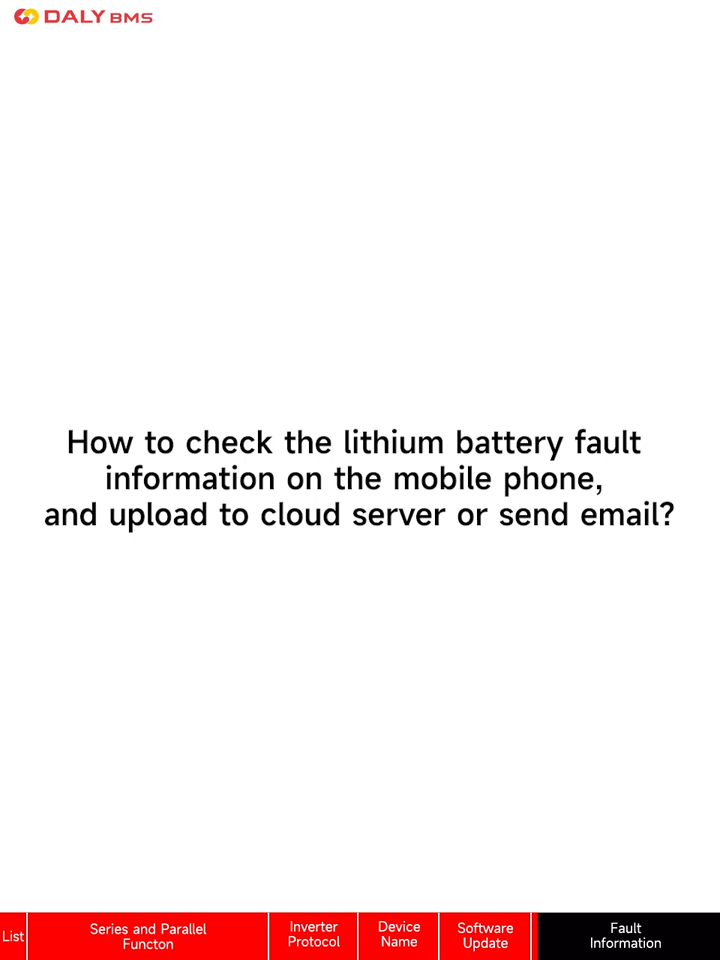 DALY BMS
How to check the lithium battery fault
information on the mobile phone,
and upload to cloud server or send email?
List
Series and Parallel
Functon
Inverter
Protocol
Device
Name
Software
Update
Fault
Information